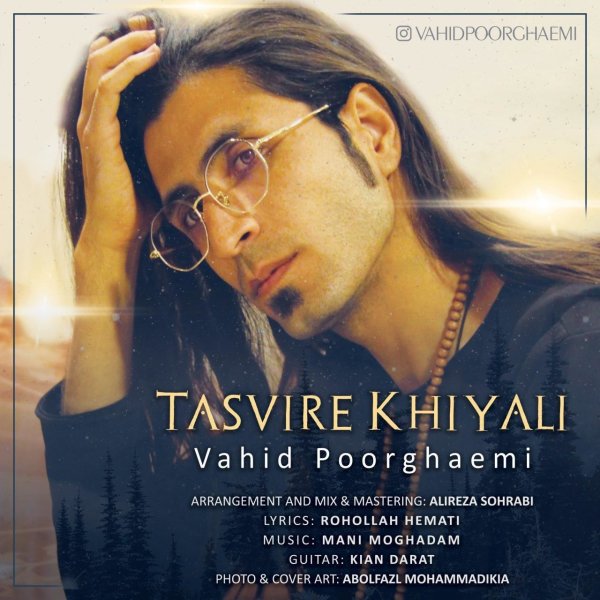 VAHIDPOORGHAEMI
TASVIRE KHIYALI
Vahid Poorghaemi
ARRANGEMENT AND MIX & MASTERING: ALIREZA SOHRABI
LYRICS: ROHOLLAH HEMATI
MUSIC: MANI MOGHADAM
GUITAR: KIAN DARAT
PHOTO & COVER ART: ABOLFAZL MOHAMMADIKIA